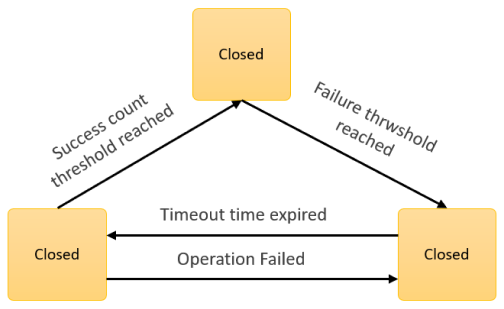 Closed
Success count
threshold reached
Failure thrwshold
reached
Timeout time expired
Closed
Closed
Operation Failed